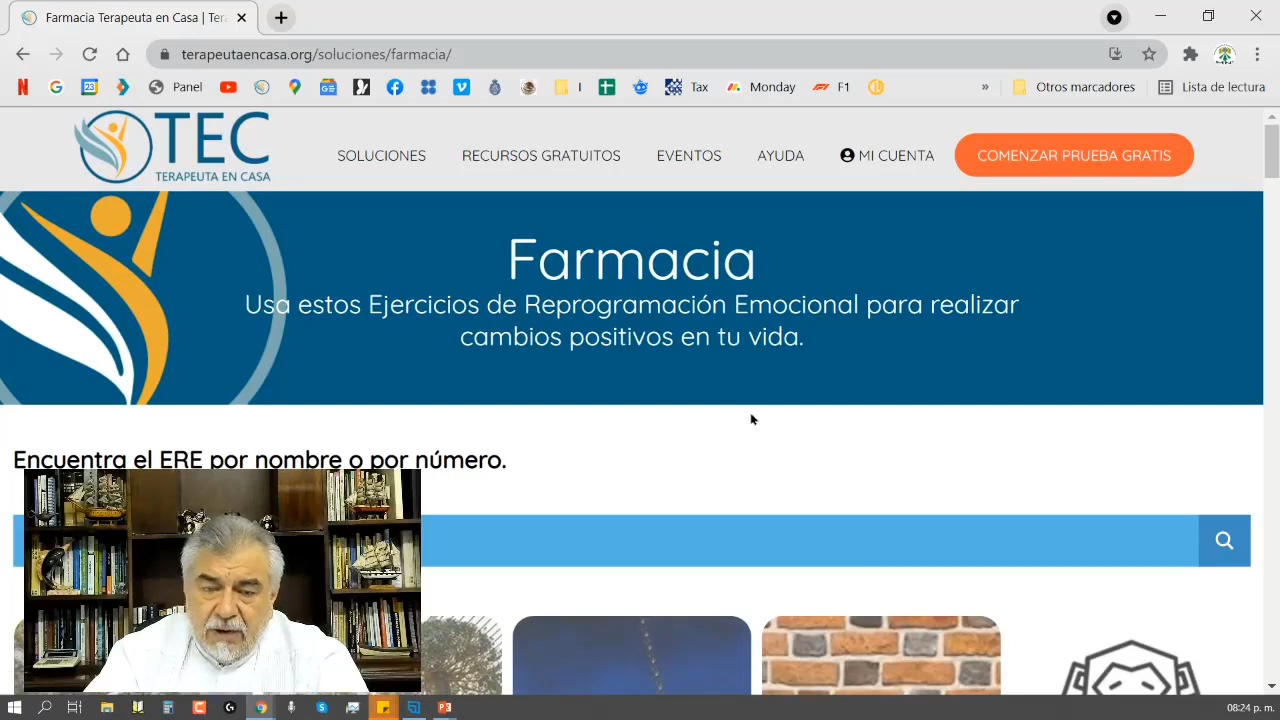 Farmacia Terapeuta en Casa | Tera
terapeutaencasa.org/soluciones/farmacia/
23
Panel
I
Tax
Monday
F1
»
Otros marcadores
Lista de lectura
TEC
TERAPEUTA EN CASA
SOLUCIONES
RECURSOS GRATUITOS
EVENTOS
AYUDA
MI CUENTA
COMENZAR PRUEBA GRATIS
Farmacia
Usa estos Ejercicios de Reprogramación Emocional para realizar
cambios positivos en tu vida.
Encuentra el ERE por nombre o por número.
08:24 p. m.